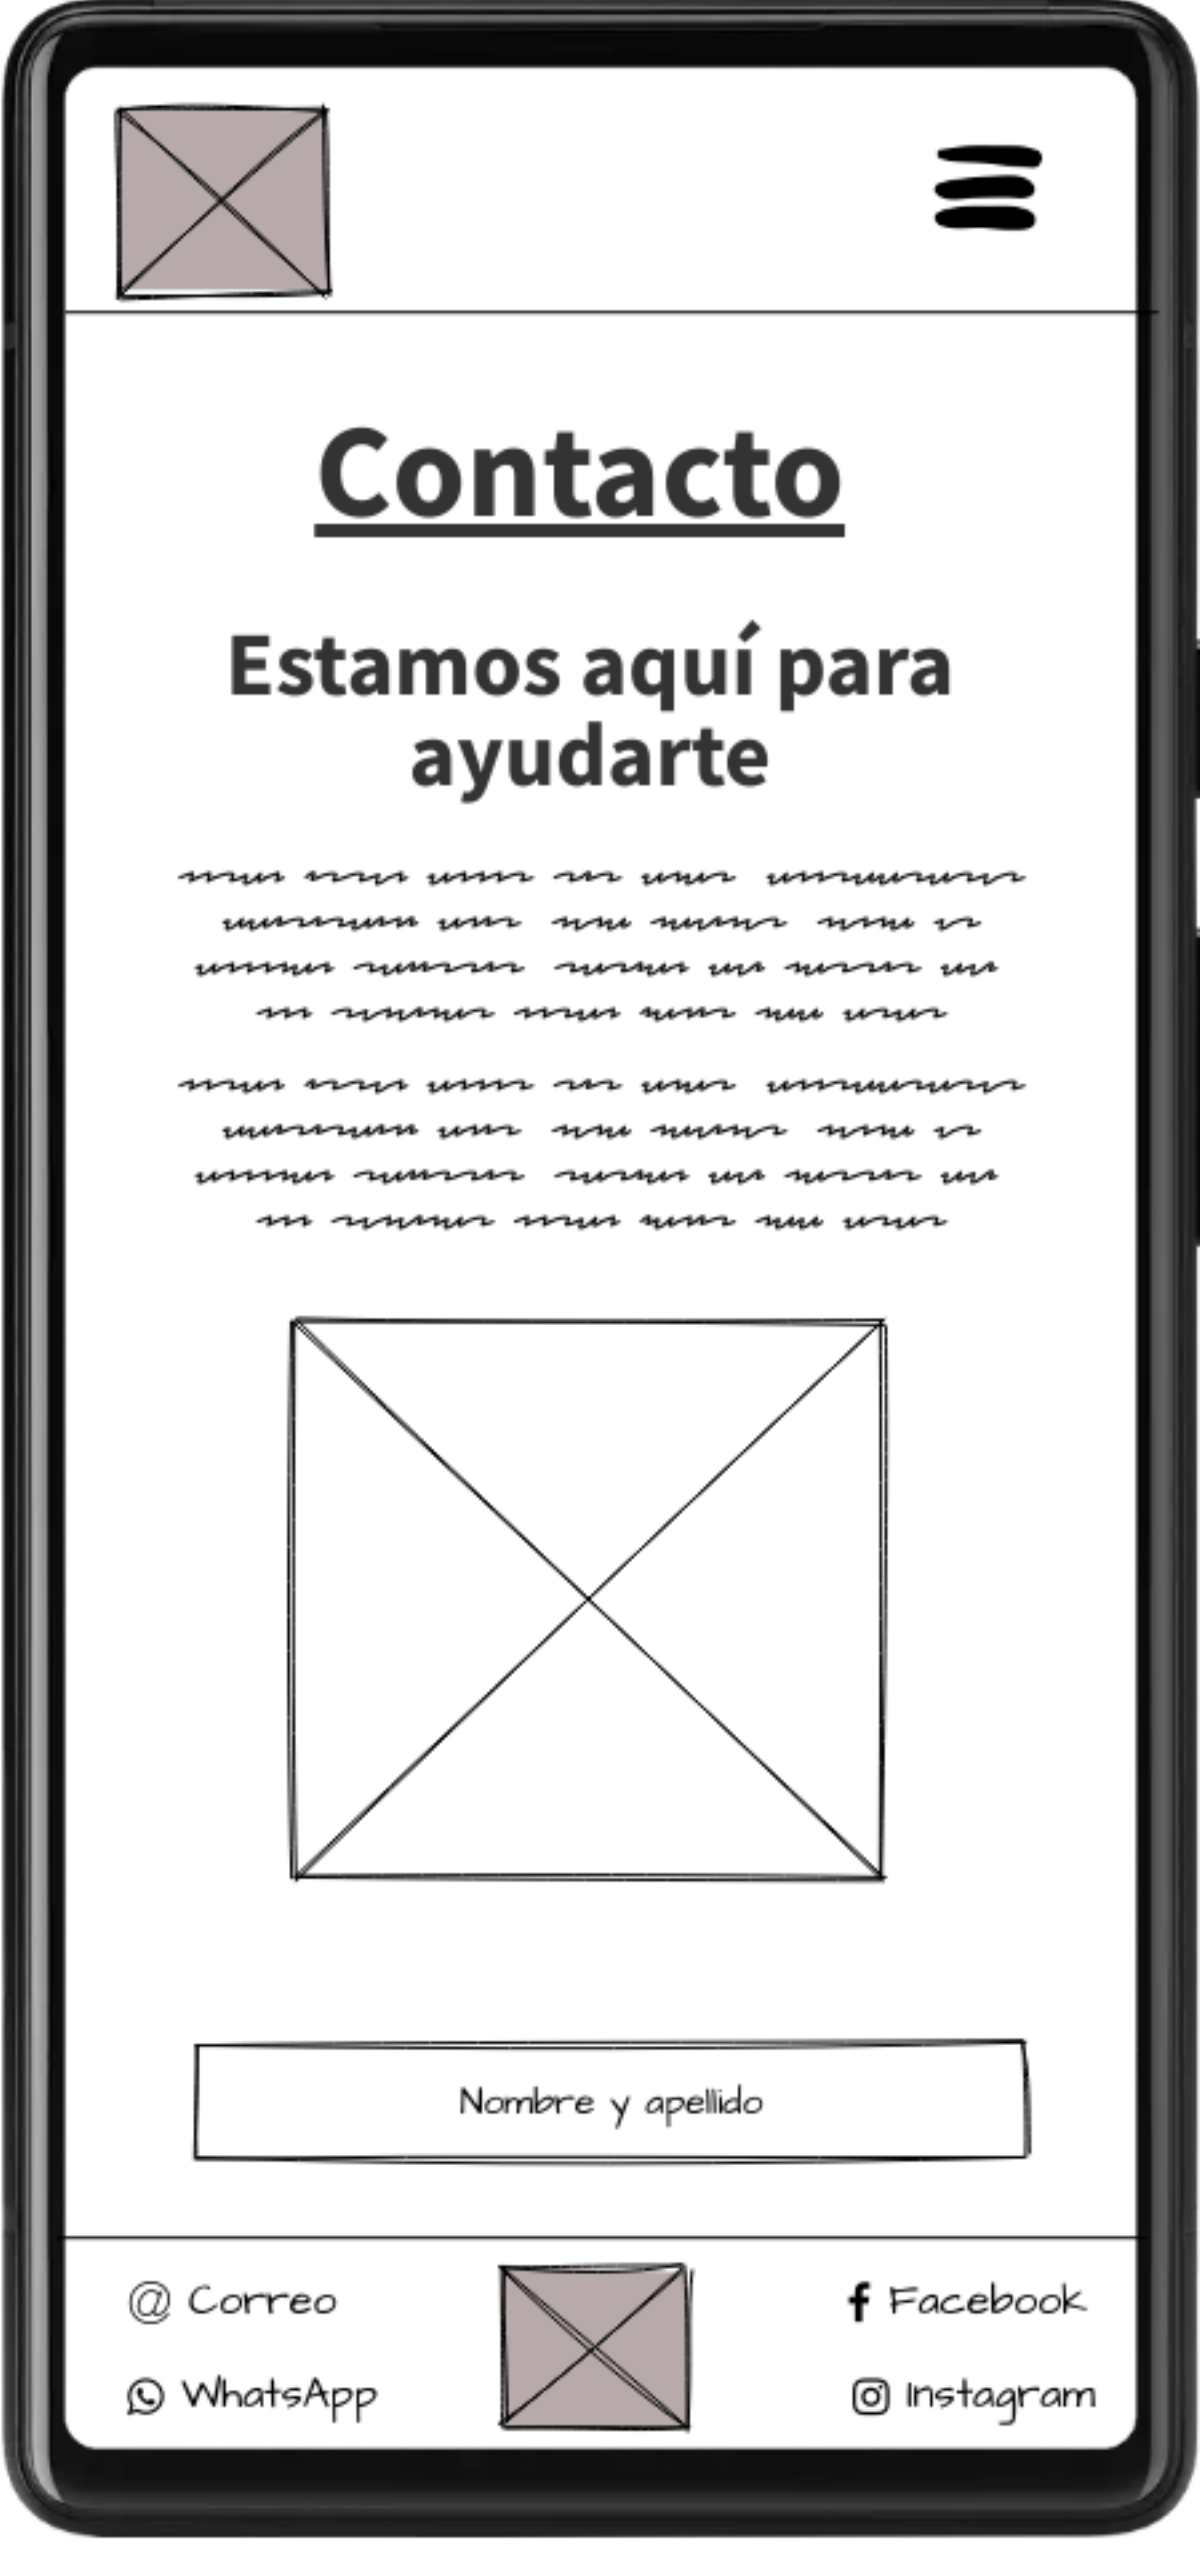 Contacto
Estamos aquí para
ayudarte
Nombre y apellido
@ Correo
Facebook
WhatsApp
Instagram